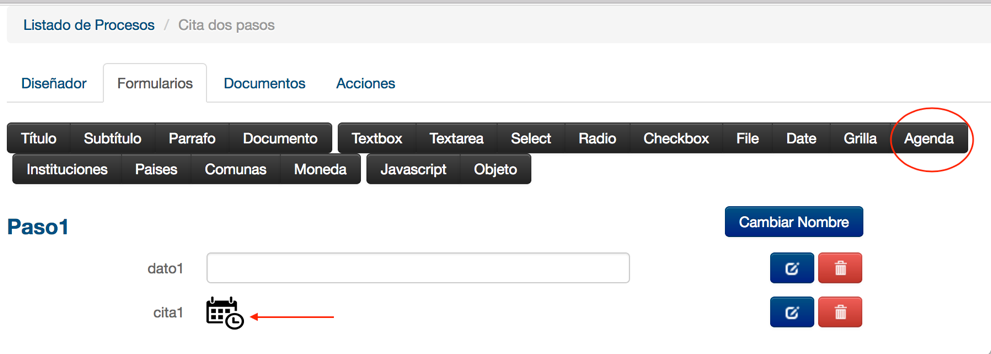 Listado de Procesos / Cita dos pasos
Diseñador Formularios Documentos Acciones
Título Subtítulo Parrafo Documento Textbox Textarea Select Radio Checkbox File Date Grilla Agenda
Instituciones Paises Comunas Moneda Javascript Objeto
Paso1 Cambiar Nombre
dato1
cita1